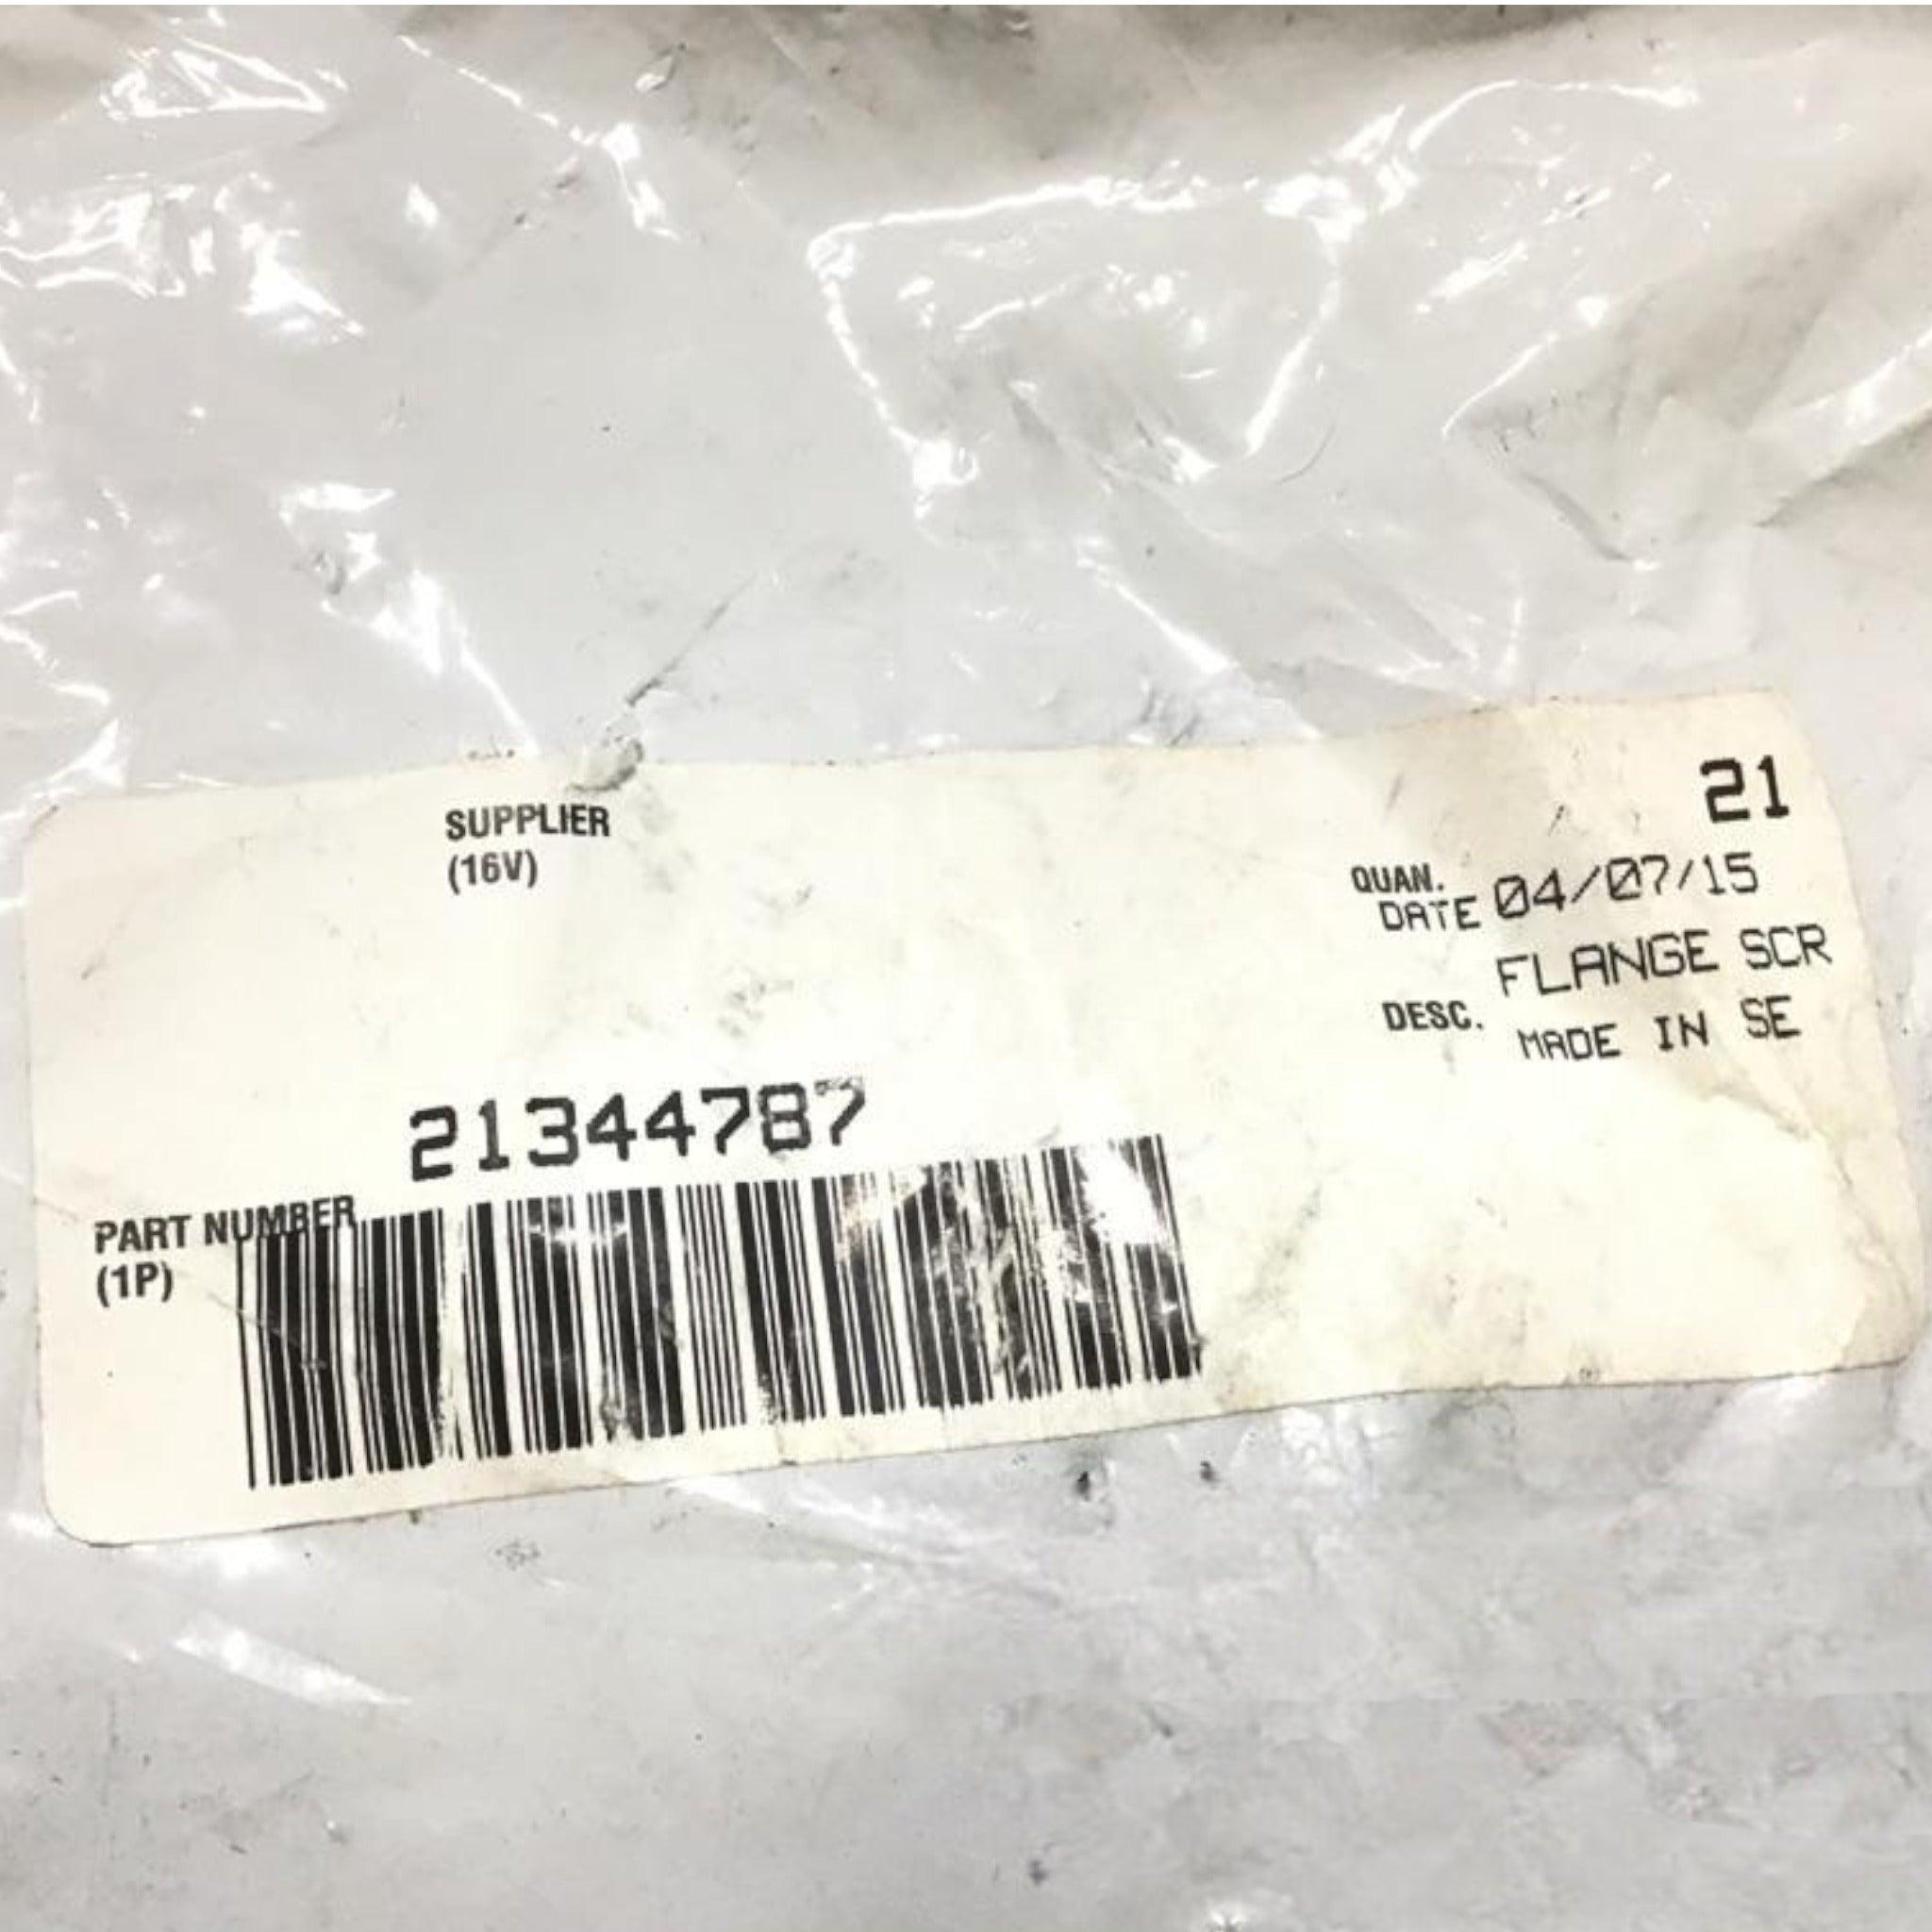 SUPPLIER
(16V)
21
QUAN.
DATE 04/07/15
FLANGE SCR
DESC.
MADE IN SE
21344787
PART NUMBER
(1P)